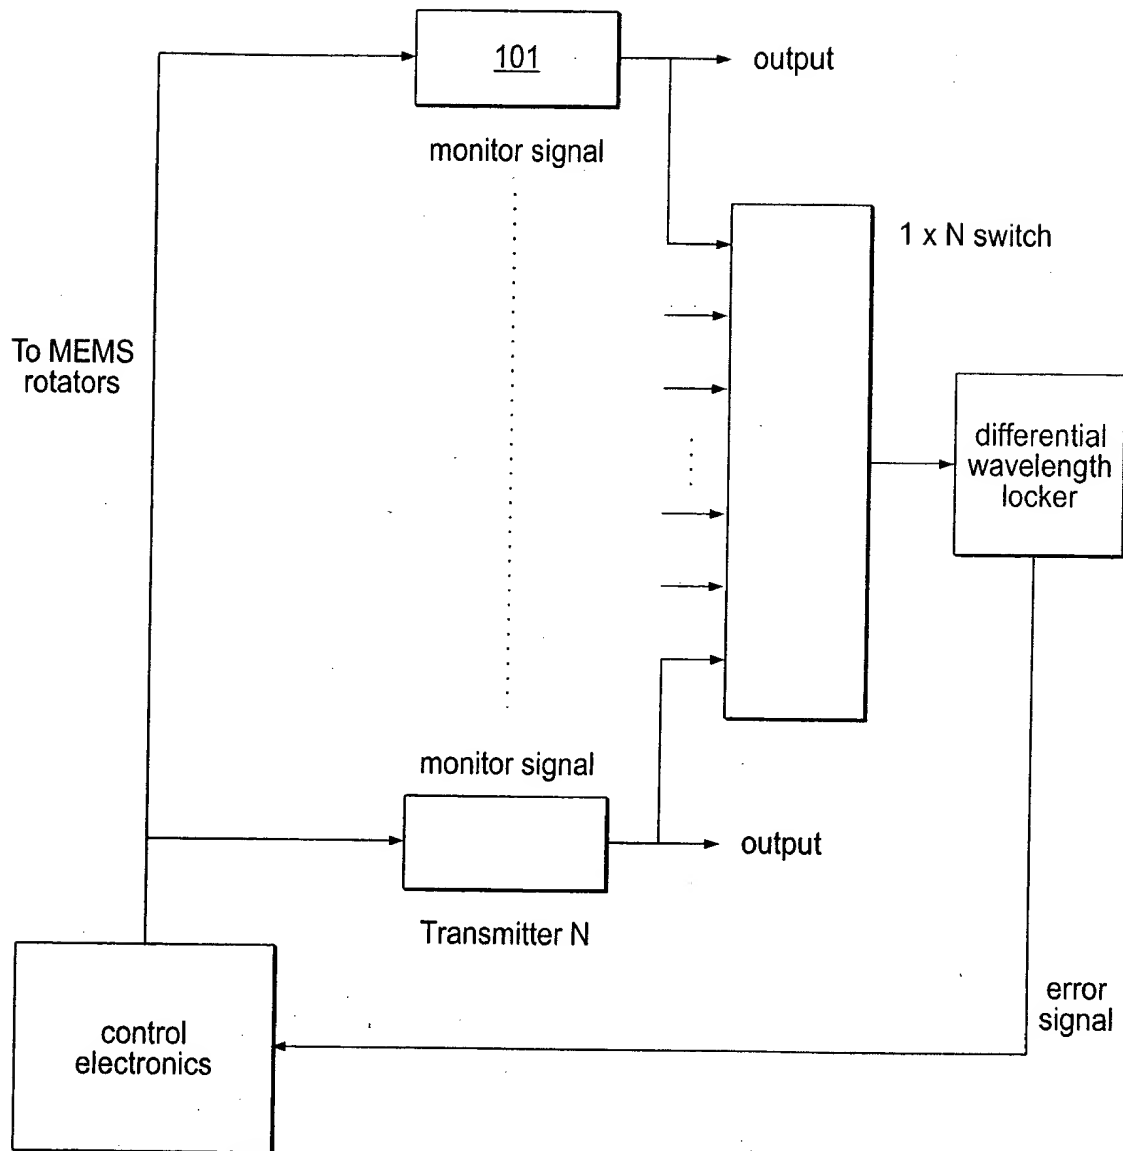 101
output
monitor signal
1 x N switch
To MEMS
rotators
differential
wavelength
locker
monitor signal
output
Transmitter N
error
signal
control
electronics